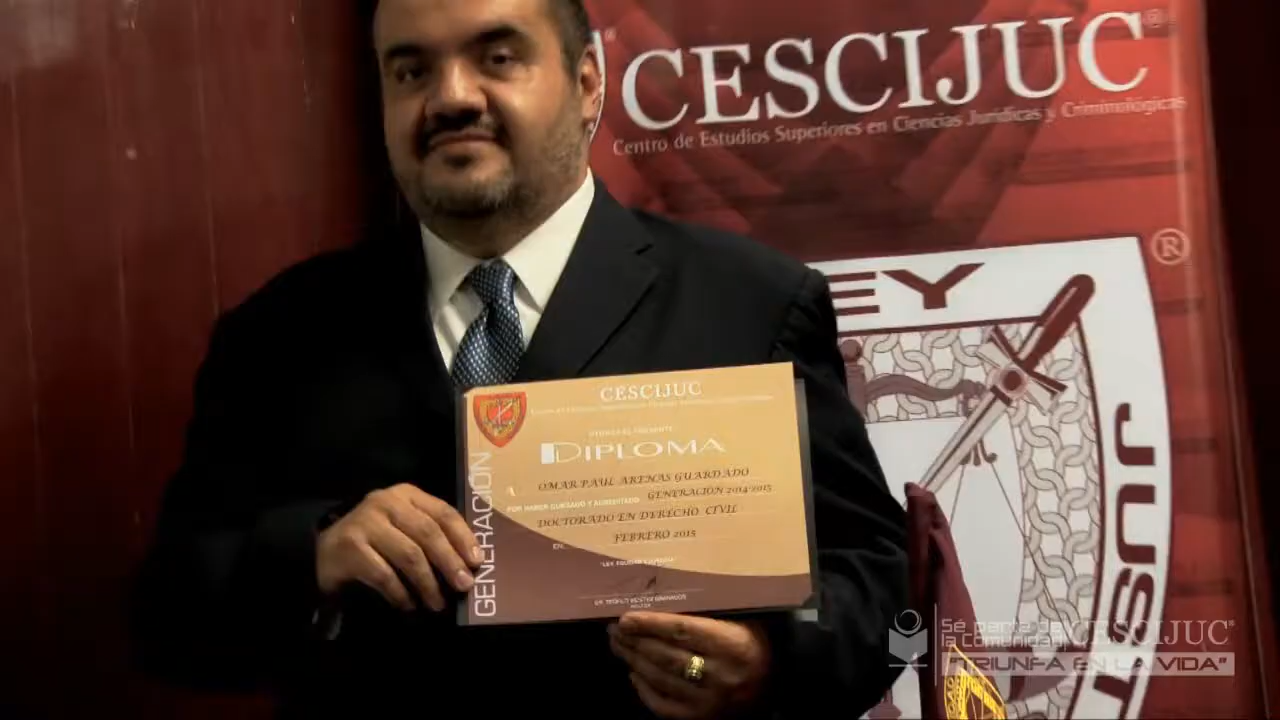 CESCIJUC®
Centro de Estudios Superiores en Ciencias Jurídicas y Criminológicas
EY
®
JUST
CESCIJUC
DIPLOMA
OMAR PAUL ARENAS GUARDADO
POR HABER CURSADO Y ACREDITADO GENERACIÓN 2014-2015
DOCTORADO EN DERECHO CIVIL
FEBRERO 2015
GENERACIÓN
Sé parte de
la Comunidad
CESCIJUC®
"TRIUNFA EN LA VIDA"